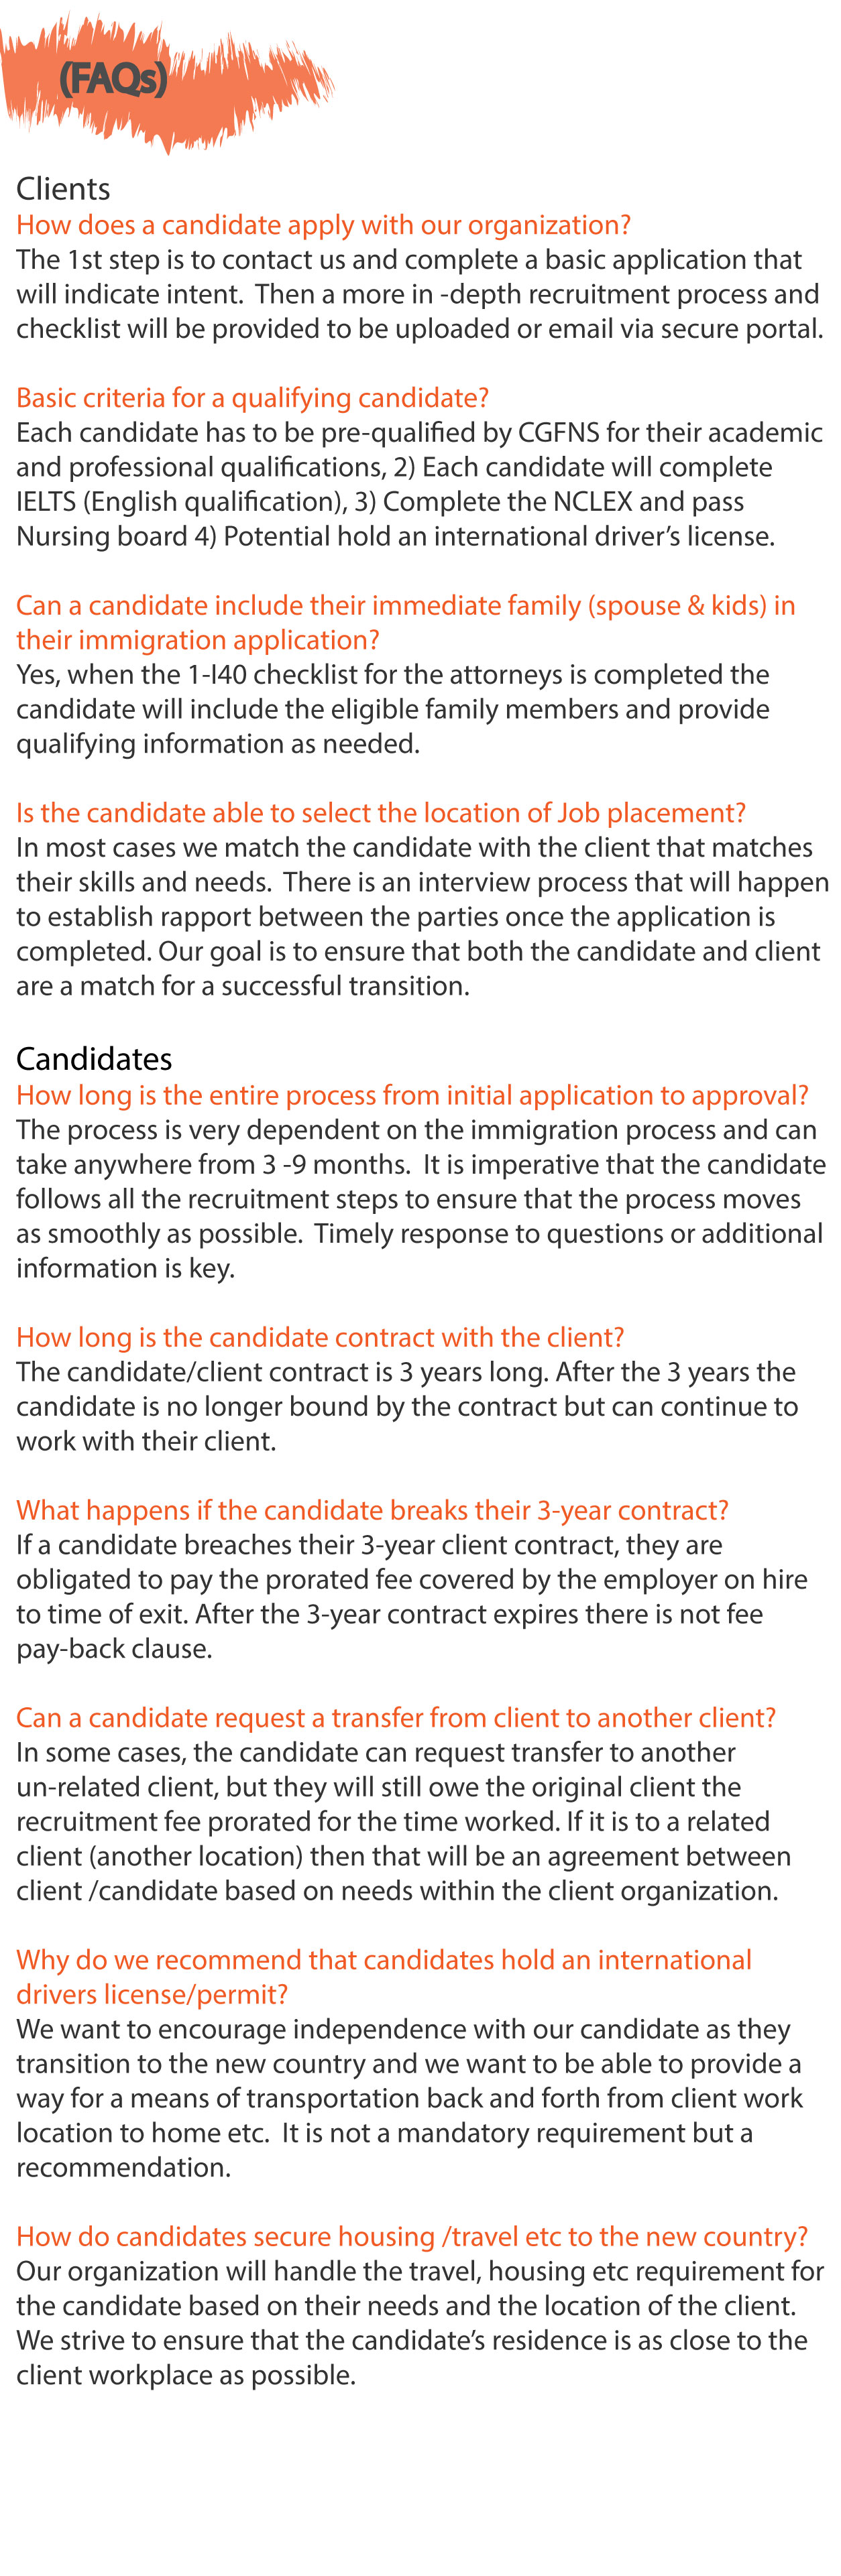 (FAQs)
Clients
How does a candidate apply with our organization?
The 1st step is to contact us and complete a basic application that
will indicate intent.  Then a more in -depth recruitment process and
checklist will be provided to be uploaded or email via secure portal.
Basic criteria for a qualifying candidate?
Each candidate has to be pre-qualified by CGFNS for their academic
and professional qualifications, 2) Each candidate will complete
IELTS (English qualification), 3) Complete the NCLEX and pass
Nursing board 4) Potential hold an international driver’s license.
Can a candidate include their immediate family (spouse & kids) in
their immigration application?
Yes, when the 1-I40 checklist for the attorneys is completed the
candidate will include the eligible family members and provide
qualifying information as needed.
Is the candidate able to select the location of Job placement?
In most cases we match the candidate with the client that matches
their skills and needs.  There is an interview process that will happen
to establish rapport between the parties once the application is
completed. Our goal is to ensure that both the candidate and client
are a match for a successful transition.
Candidates
How long is the entire process from initial application to approval?
The process is very dependent on the immigration process and can
take anywhere from 3 -9 months.  It is imperative that the candidate
follows all the recruitment steps to ensure that the process moves
as smoothly as possible.  Timely response to questions or additional
information is key.
How long is the candidate contract with the client?
The candidate/client contract is 3 years long. After the 3 years the
candidate is no longer bound by the contract but can continue to
work with their client.
What happens if the candidate breaks their 3-year contract?
If a candidate breaches their 3-year client contract, they are
obligated to pay the prorated fee covered by the employer on hire
to time of exit. After the 3-year contract expires there is not fee
pay-back clause.
Can a candidate request a transfer from client to another client?
In some cases, the candidate can request transfer to another
un-related client, but they will still owe the original client the
recruitment fee prorated for the time worked. If it is to a related
client (another location) then that will be an agreement between
client /candidate based on needs within the client organization.
Why do we recommend that candidates hold an international
drivers license/permit?
We want to encourage independence with our candidate as they
transition to the new country and we want to be able to provide a
way for a means of transportation back and forth from client work
location to home etc.  It is not a mandatory requirement but a
recommendation.
How do candidates secure housing /travel etc to the new country?
Our organization will handle the travel, housing etc requirement for
the candidate based on their needs and the location of the client.
We strive to ensure that the candidate’s residence is as close to the
client workplace as possible.